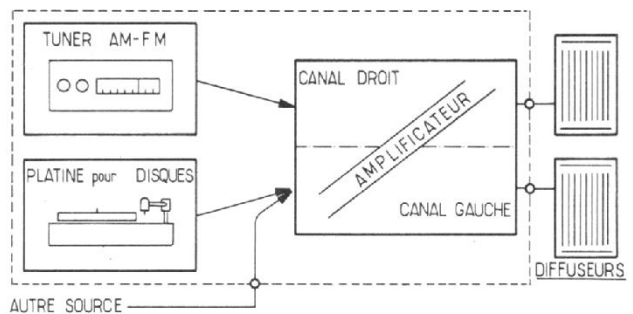 TUNER AM-FM
CANAL DROIT
AMPLIFICATEUR
PLATINE pour DISQUES
CANAL GAUCHE
DIFFUSEURS
AUTRE SOURCE